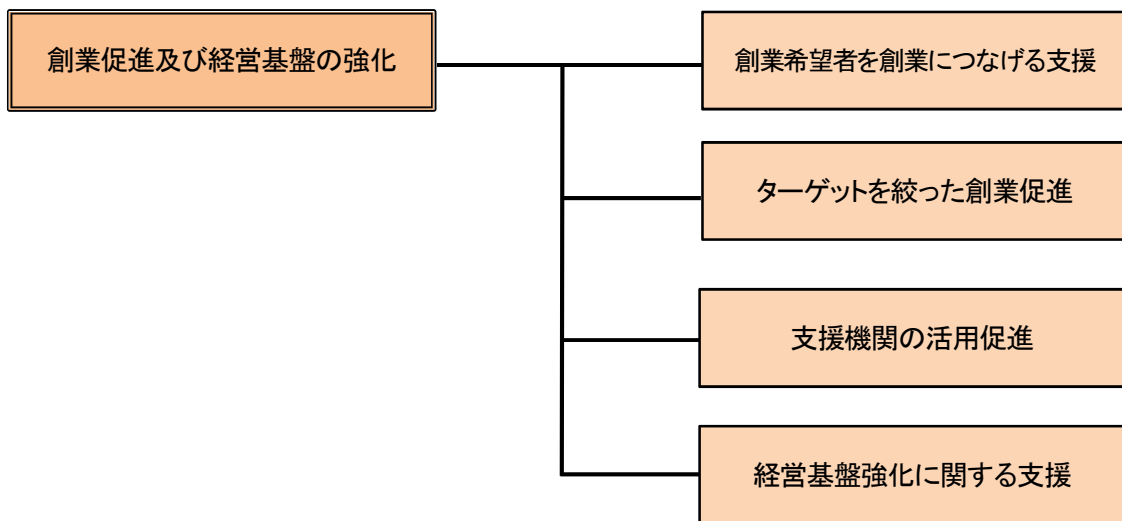 創業促進及び経営基盤の強化
創業希望者を創業につなげる支援
ターゲットを絞った創業促進
支援機関の活用促進
経営基盤強化に関する支援